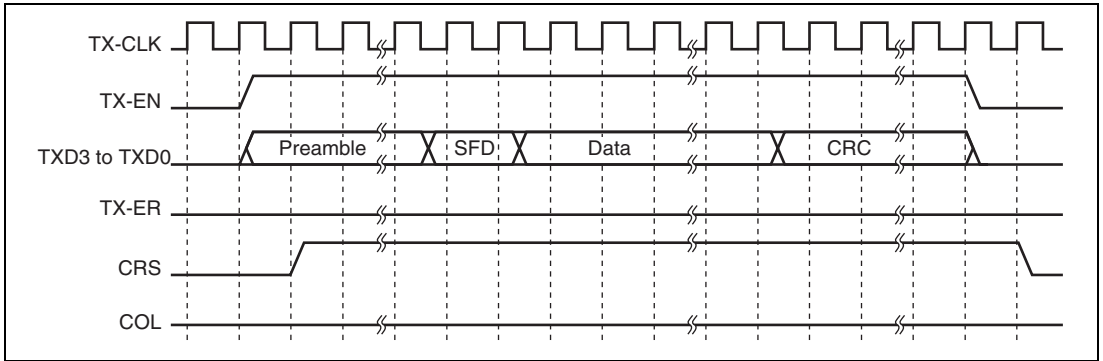 TX-CLK
TX-EN
TXD3 to TXD0
Preamble
SFD
Data
CRC
TX-ER
CRS
COL